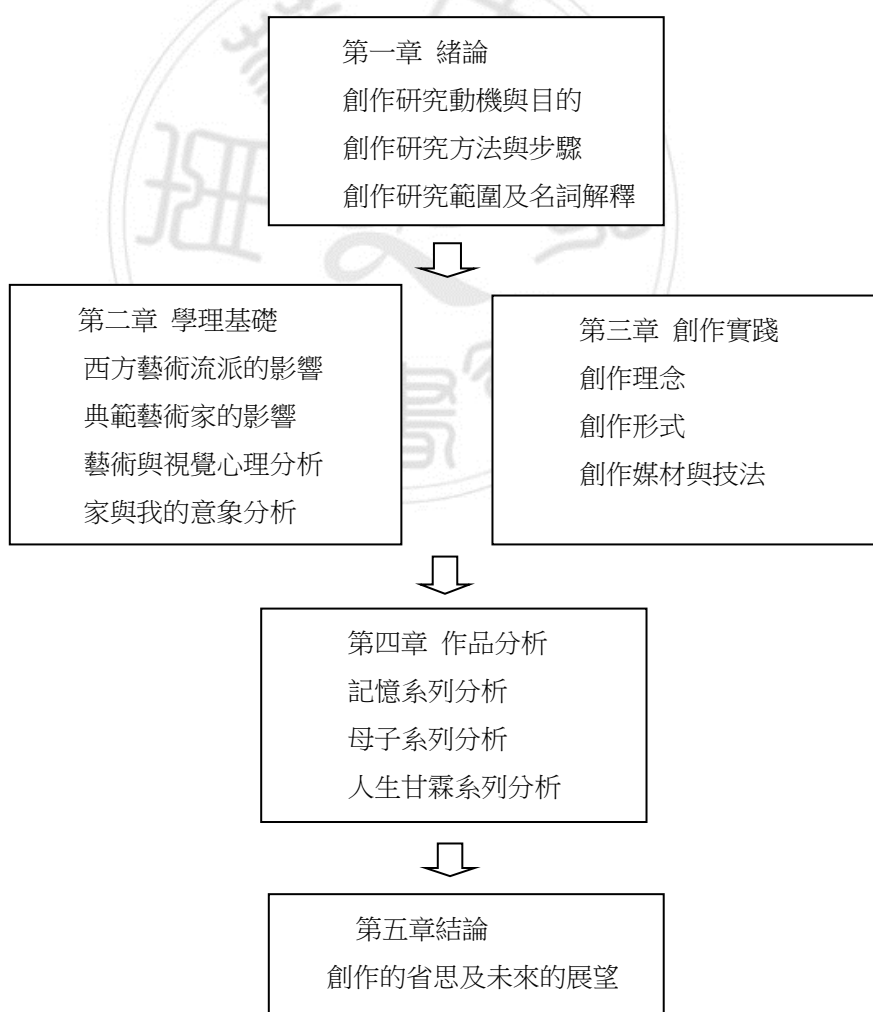 第一章 緒論
創作研究動機與目的
創作研究方法與步驟
創作研究範圍及名詞解釋
第二章 學理基礎
西方藝術流派的影響
典範藝術家的影響
藝術與視覺心理分析
家與我的意象分析
第三章 創作實踐
創作理念
創作形式
創作媒材與技法
第四章 作品分析
記憶系列分析
母子系列分析
人生甘霖系列分析
第五章結論
創作的省思及未來的展望